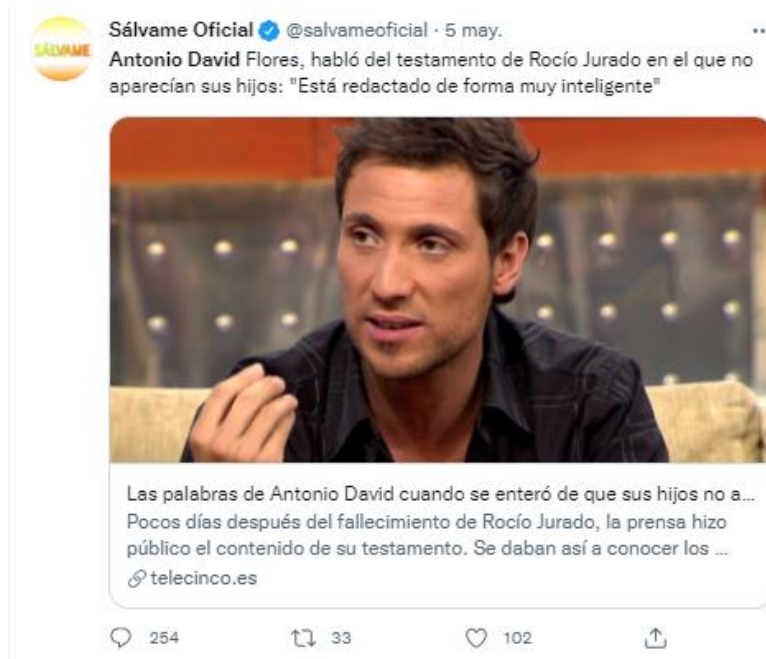 Sálvame Oficial @salvameoficial · 5 may.
SÁLVAME
Antonio David Flores, habló del testamento de Rocío Jurado en el que no
aparecían sus hijos: "Está redactado de forma muy inteligente"
Las palabras de Antonio David cuando se enteró de que sus hijos no a...
Pocos días después del fallecimiento de Rocío Jurado, la prensa hizo
público el contenido de su testamento. Se daban así a conocer los ...
telecinco.es
254 33 102